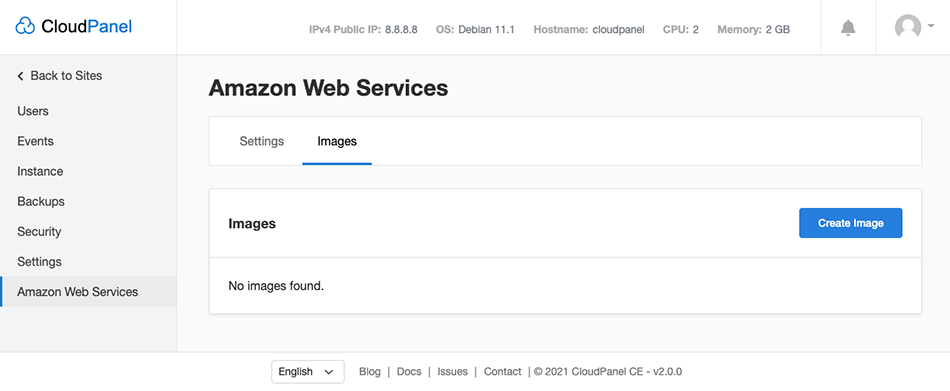 CloudPanel
IPv4 Public IP: 8.8.8.8 OS: Debian 11.1 Hostname: cloudpanel CPU: 2 Memory: 2 GB
Back to Sites
Users
Events
Instance
Backups
Security
Settings
Amazon Web Services
Amazon Web Services
Settings Images
Images Create Image
No images found.
English Blog | Docs | Issues | Contact | © 2021 CloudPanel CE - v2.0.0